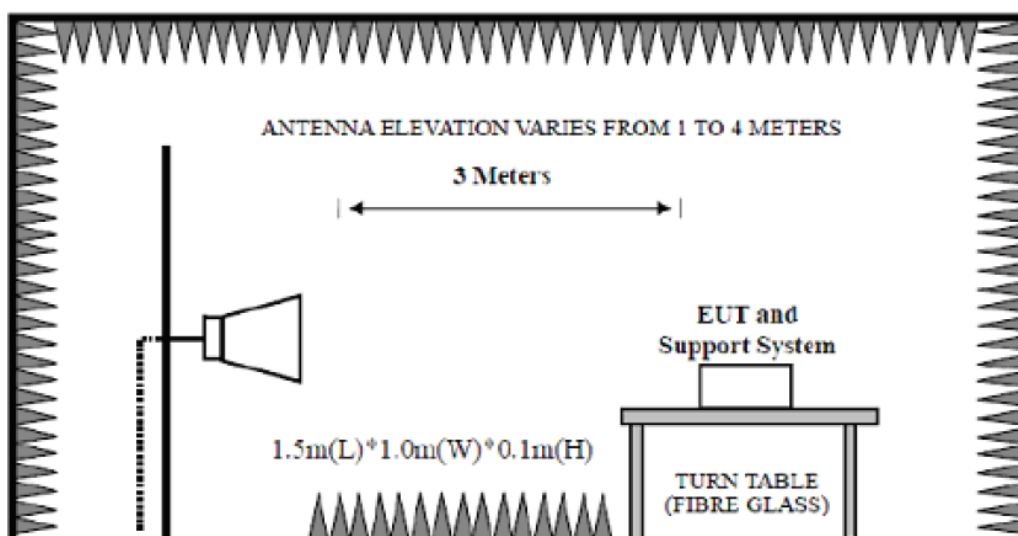 ANTENNA ELEVATION VARIES FROM 1 TO 4 METERS
3 Meters
EUT and
Support System
1.5m(L)*1.0m(W)*0.1m(H)
TURN TABLE
(FIBRE GLASS)